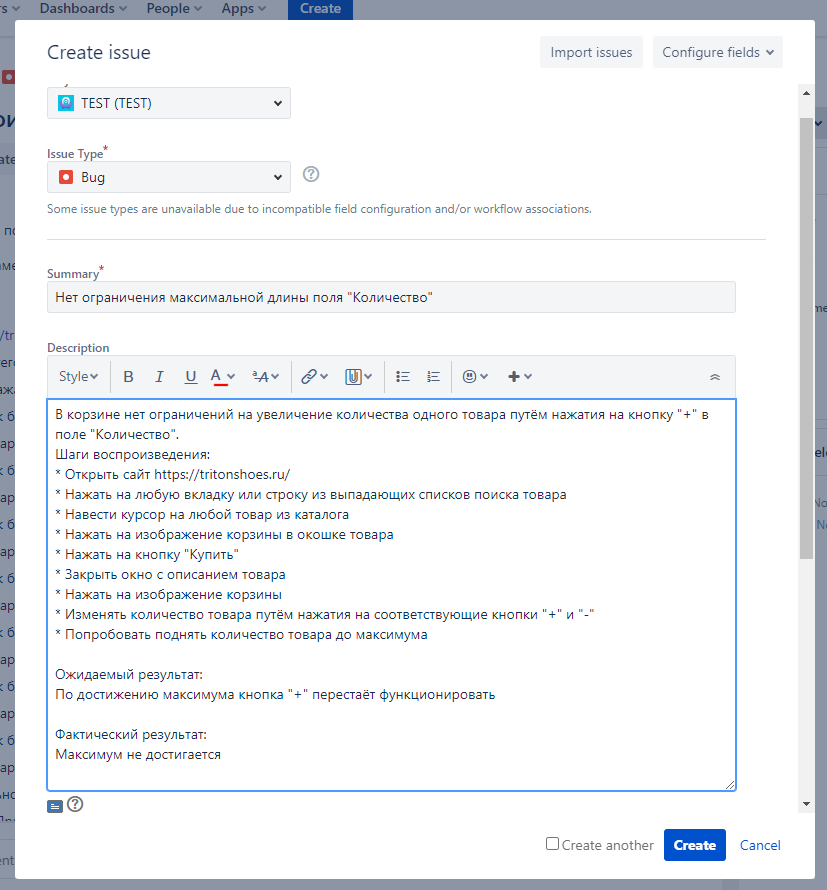 Dashboards People Apps Create
Create issue Import issues Configure fields
TEST (TEST)
Issue Type*
Bug
Some issue types are unavailable due to incompatible field configuration and/or workflow associations.
Summary*
Нет ограничения максимальной длины поля "Количество"
Description
Style B I U A ªA
В корзине нет ограничений на увеличение количества одного товара путём нажатия на кнопку "+" в
поле "Количество".
Шаги воспроизведения:
* Открыть сайт https://tritonshoes.ru/
* Нажать на любую вкладку или строку из выпадающих списков поиска товара
* Навести курсор на любой товар из каталога
* Нажать на изображение корзины в окошке товара
* Нажать на кнопку "Купить"
* Закрыть окно с описанием товара
* Нажать на изображение корзины
* Изменять количество товара путём нажатия на соответствующие кнопки "+" и "-"
* Попробовать поднять количество товара до максимума
Ожидаемый результат:
По достижению максимума кнопка "+" перестаёт функционировать
Фактический результат:
Максимум не достигается
Create another Create Cancel